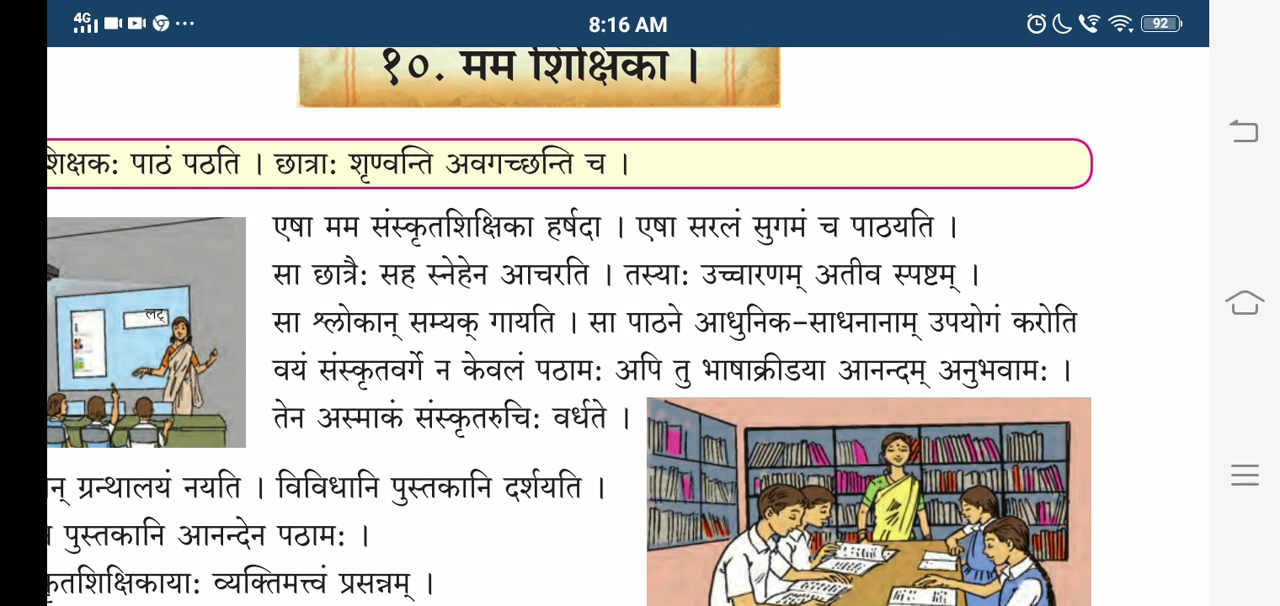 4G 8:16 AM 92
१०. मम शिक्षिका ।
शिक्षक: पाठं पठति । छात्रा: शृण्वन्ति अवगच्छन्ति च ।
एषा मम संस्कृतशिक्षिका हर्षदा । एषा सरलं सुगमं च पाठयति ।
सा छात्रै: सह स्नेहेन आचरति । तस्या: उच्चारणम् अतीव स्पष्टम् ।
लट्
सा श्लोकान् सम्यक् गायति । सा पाठने आधुनिक-साधनानाम् उपयोगं करोति
वयं संस्कृतवर्गे न केवलं पठाम: अपि तु भाषाक्रीडया आनन्दम् अनुभवाम: ।
तेन अस्माकं संस्कृतरुचि: वर्धते ।
न् ग्रन्थालयं नयति । विविधानि पुस्तकानि दर्शयति ।
पुस्तकानि आनन्देन पठाम: ।
कृतशिक्षिकाया: व्यक्तिमत्त्वं प्रसन्नम् ।